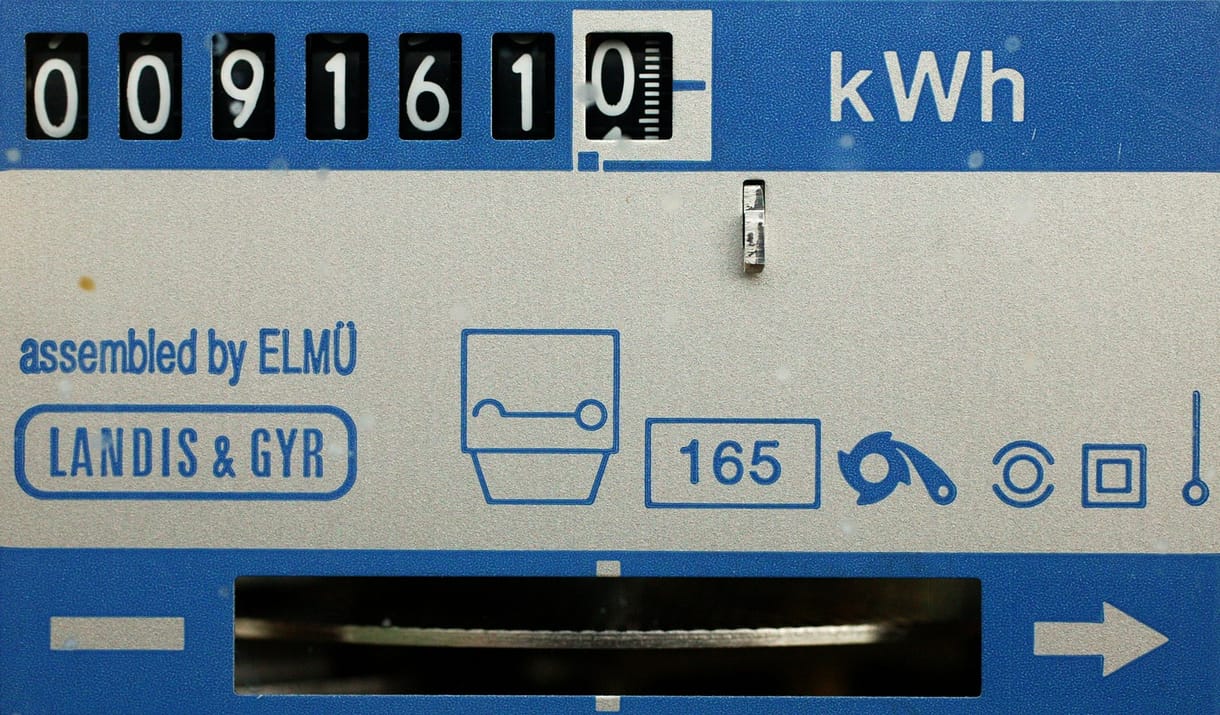 0091610 kWh
assembled by ELMÜ
LANDIS & GYR
165